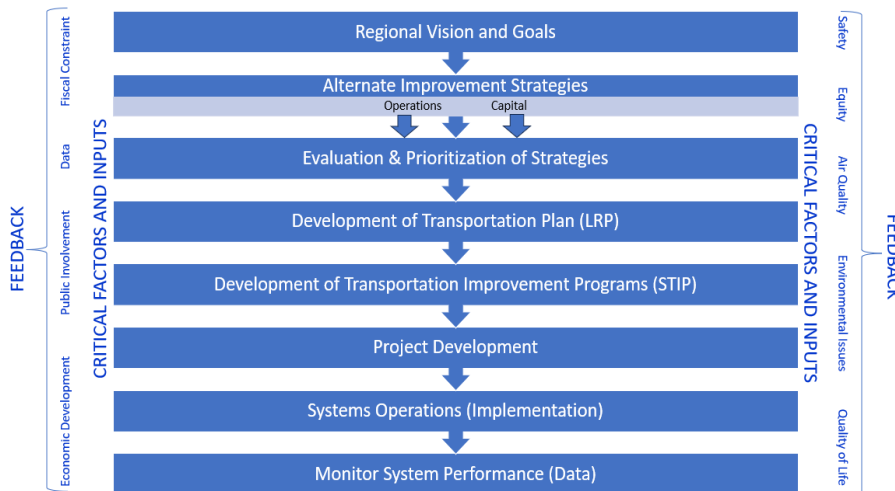 Regional Vision and Goals
Alternate Improvement Strategies
Operations
Capital
Evaluation & Prioritization of Strategies
Development of Transportation Plan (LRP)
Development of Transportation Improvement Programs (STIP)
Project Development
Systems Operations (Implementation)
Monitor System Performance (Data)
FEEDBACK
Fiscal Constraint
Data
Public Involvement
Economic Development
CRITICAL FACTORS AND INPUTS
CRITICAL FACTORS AND INPUTS
Safety
Equity
Air Quality
Environmental Issues
Quality of Life
FEEDBACK